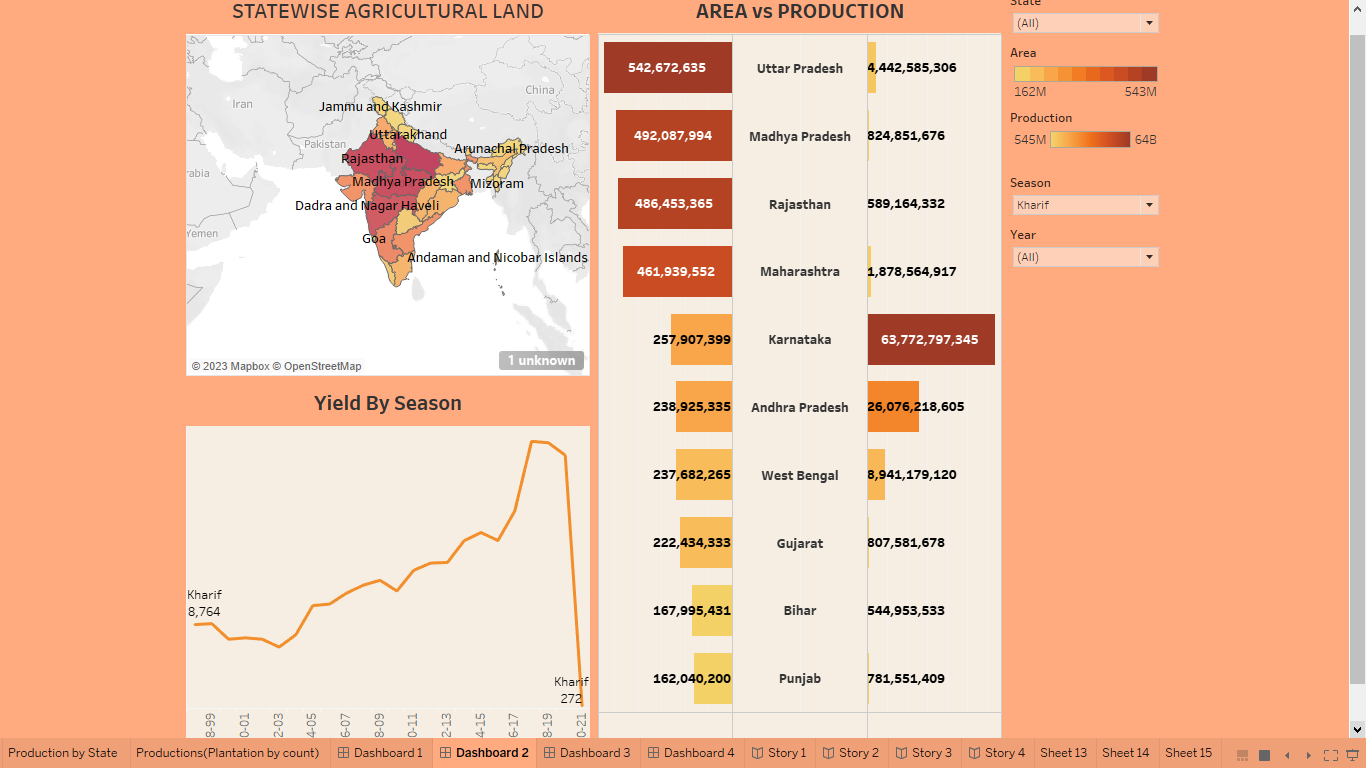 STATEWISE AGRICULTURAL LAND
Iran
China
Jammu and Kashmir
Pakistan
Uttarakhand
Arunachal Pradesh
Rajasthan
rabia
Madhya Pradesh
Mizoram
Dadra and Nagar Haveli
Yemen
Goa
Andaman and Nicobar Islands
1 unknown
© 2023 Mapbox © OpenStreetMap
Yield By Season
Kharif
8,764
Kharif
272
8-99
0-01
2-03
4-05
6-07
8-09
0-11
2-13
4-15
6-17
8-19
0-21
AREA vs PRODUCTION
542,672,635 Uttar Pradesh 4,442,585,306
492,087,994 Madhya Pradesh 824,851,676
486,453,365 Rajasthan 589,164,332
461,939,552 Maharashtra 1,878,564,917
257,907,399 Karnataka 63,772,797,345
238,925,335 Andhra Pradesh 26,076,218,605
237,682,265 West Bengal 8,941,179,120
222,434,333 Gujarat 807,581,678
167,995,431 Bihar 544,953,533
162,040,200 Punjab 781,551,409
State
(All)
Area
162M 543M
Production
545M 64B
Season
Kharif
Year
(All)
Production by State Productions(Plantation by count) Dashboard 1 Dashboard 2 Dashboard 3 Dashboard 4 Story 1 Story 2 Story 3 Story 4 Sheet 13 Sheet 14 Sheet 15